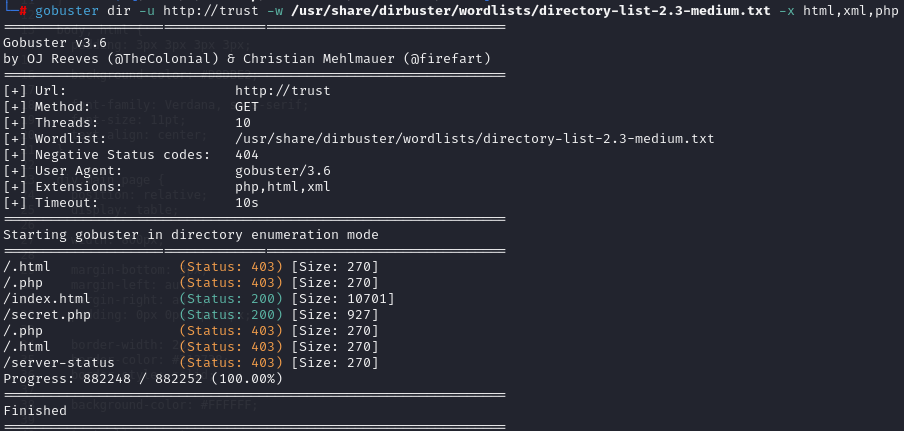 └─# gobuster dir -u http://trust -w /usr/share/dirbuster/wordlists/directory-list-2.3-medium.txt -x html,xml,php
===============================================================
Gobuster v3.6
by OJ Reeves (@TheColonial) & Christian Mehlmauer (@firefart)
===============================================================
[+] Url: http://trust
[+] Method: GET
[+] Threads: 10
[+] Wordlist: /usr/share/dirbuster/wordlists/directory-list-2.3-medium.txt
[+] Negative Status codes: 404
[+] User Agent: gobuster/3.6
[+] Extensions: php,html,xml
[+] Timeout: 10s
===============================================================
Starting gobuster in directory enumeration mode
===============================================================
/.html (Status: 403) [Size: 270]
/.php (Status: 403) [Size: 270]
/index.html (Status: 200) [Size: 10701]
/secret.php (Status: 200) [Size: 927]
/.php (Status: 403) [Size: 270]
/.html (Status: 403) [Size: 270]
/server-status (Status: 403) [Size: 270]
Progress: 882248 / 882252 (100.00%)
===============================================================
Finished
===============================================================